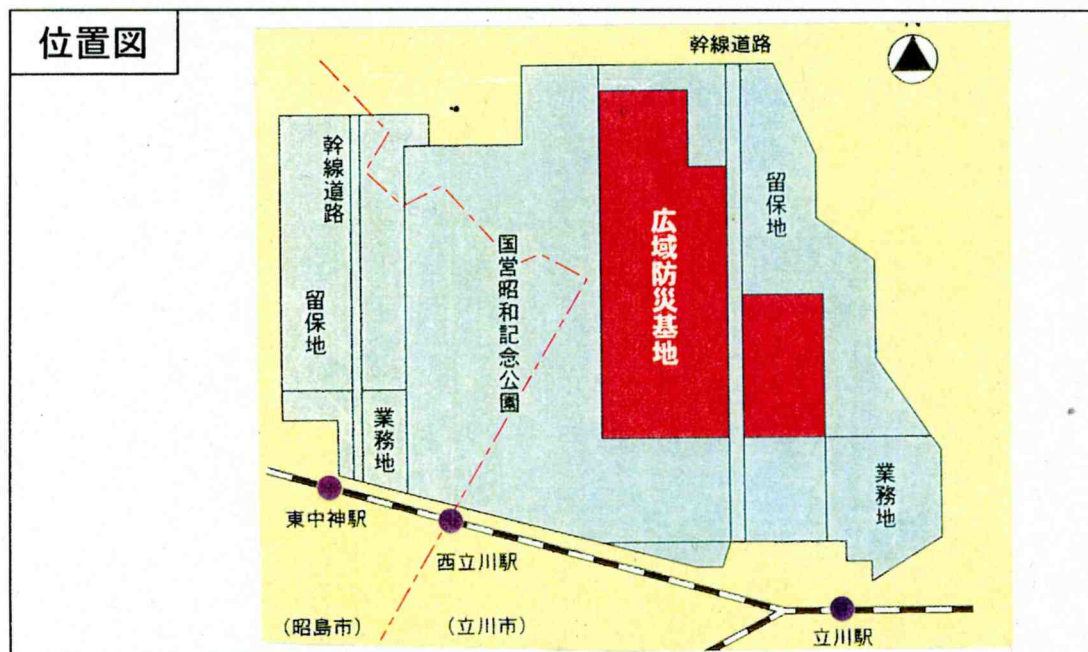 位置図
幹線道路
N
幹線道路
留保地
広域防災基地
国営昭和記念公園
留保地
業務地
業務地
東中神駅
西立川駅
立川駅
（昭島市）
（立川市）